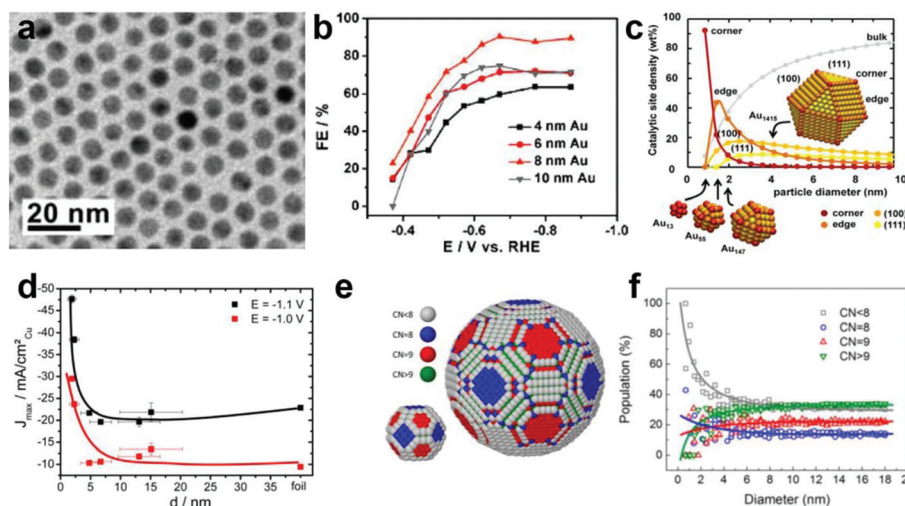 a
20 nm
b
FE / %
100
80
60
40
20
0
4 nm Au
6 nm Au
8 nm Au
10 nm Au
-0.4
-0.6
-0.8
-1.0
E / V vs. RHE
c
Catalytic site density (wt%)
80
40
0
corner
bulk
(111)
(100)
corner
edge
edge
Au1415
(100)
(111)
0
2
4
6
8
10
particle diameter (nm)
Au13
Au55
Au147
corner
(100)
edge
(111)
d
Jmax / mA/cm²Cu
-50
-45
-40
-35
-30
-25
-20
-15
-10
E = -1.1 V
E = -1.0 V
0
5
10
15
20
25
30
35
foil
d / nm
e
CN<8
CN=8
CN=9
CN>9
f
Population (%)
100
80
60
40
20
0
CN<8
CN=8
CN=9
CN>9
0
2
4
6
8
10
12
14
16
18
20
Diameter (nm)